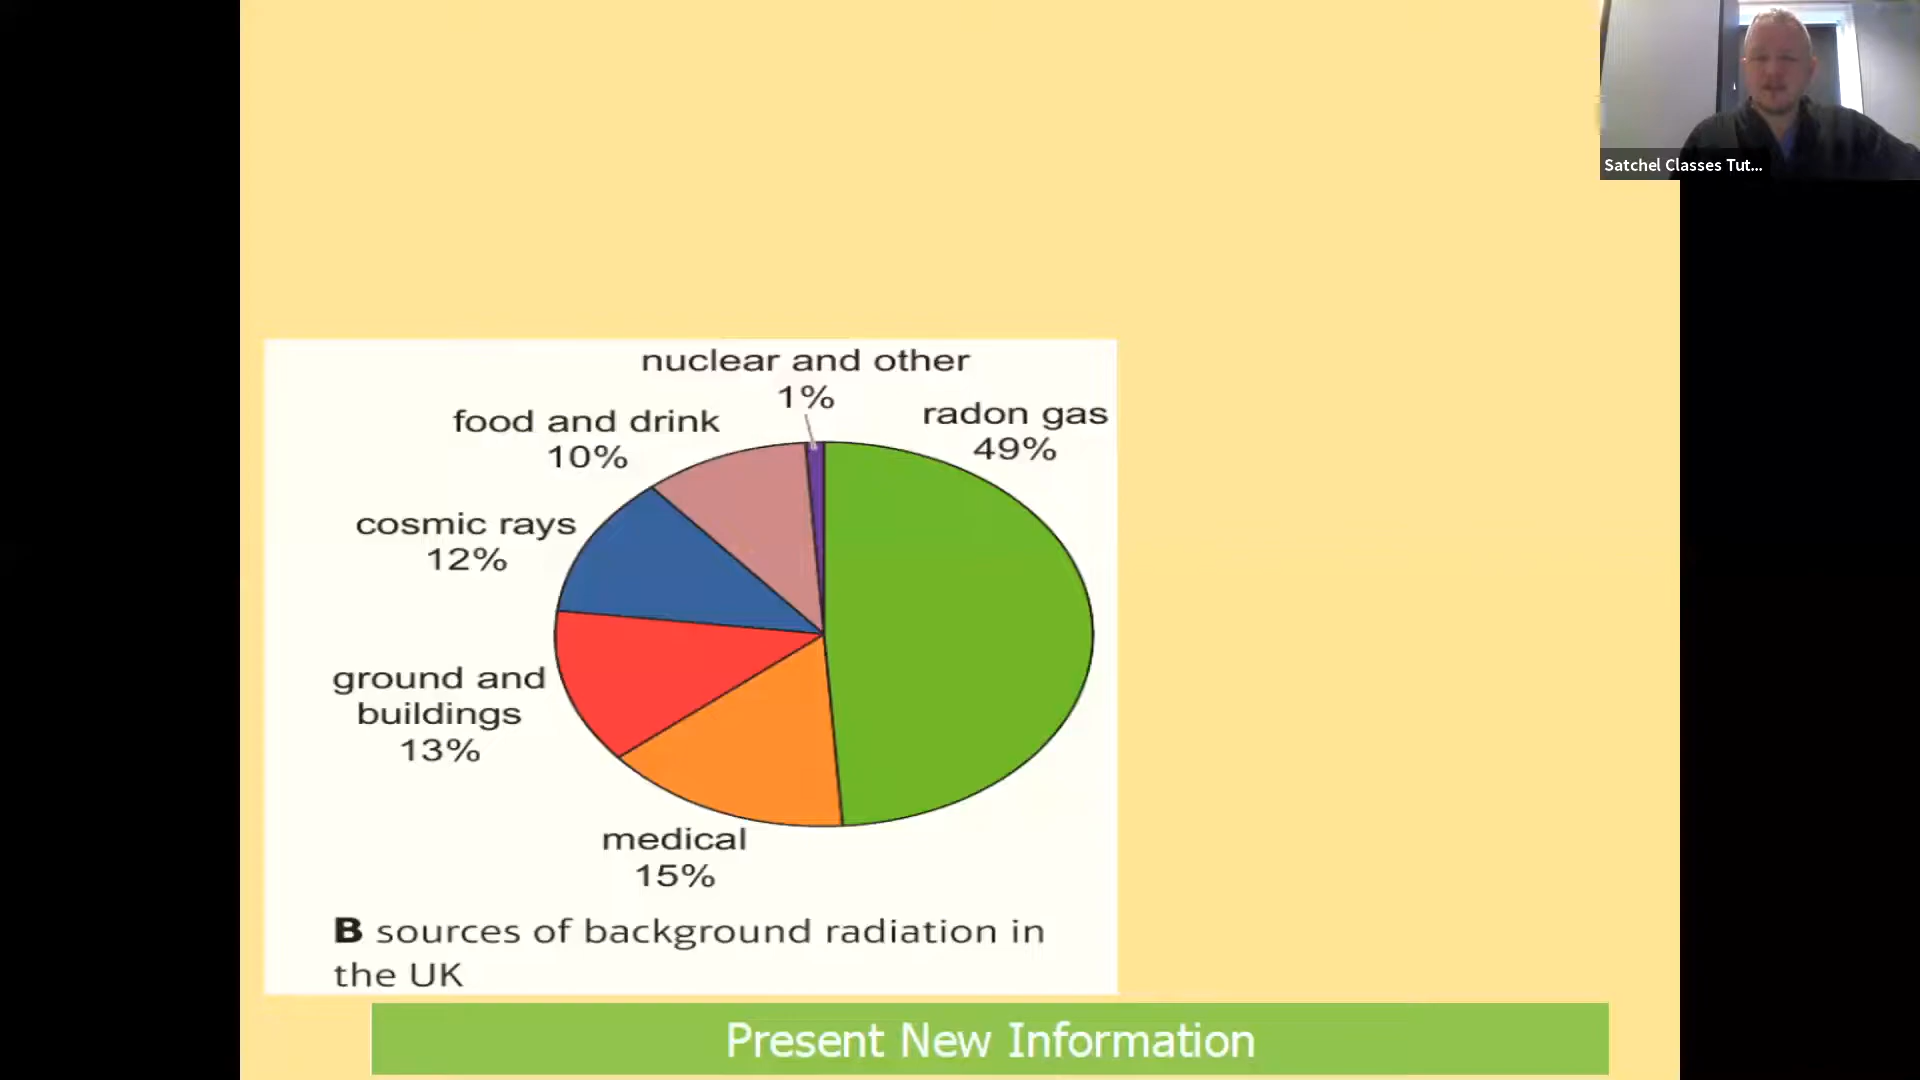 Satchel Classes Tut...
nuclear and other
1%
radon gas
49%
food and drink
10%
cosmic rays
12%
ground and
buildings
13%
medical
15%
B sources of background radiation in
the UK
Present New Information